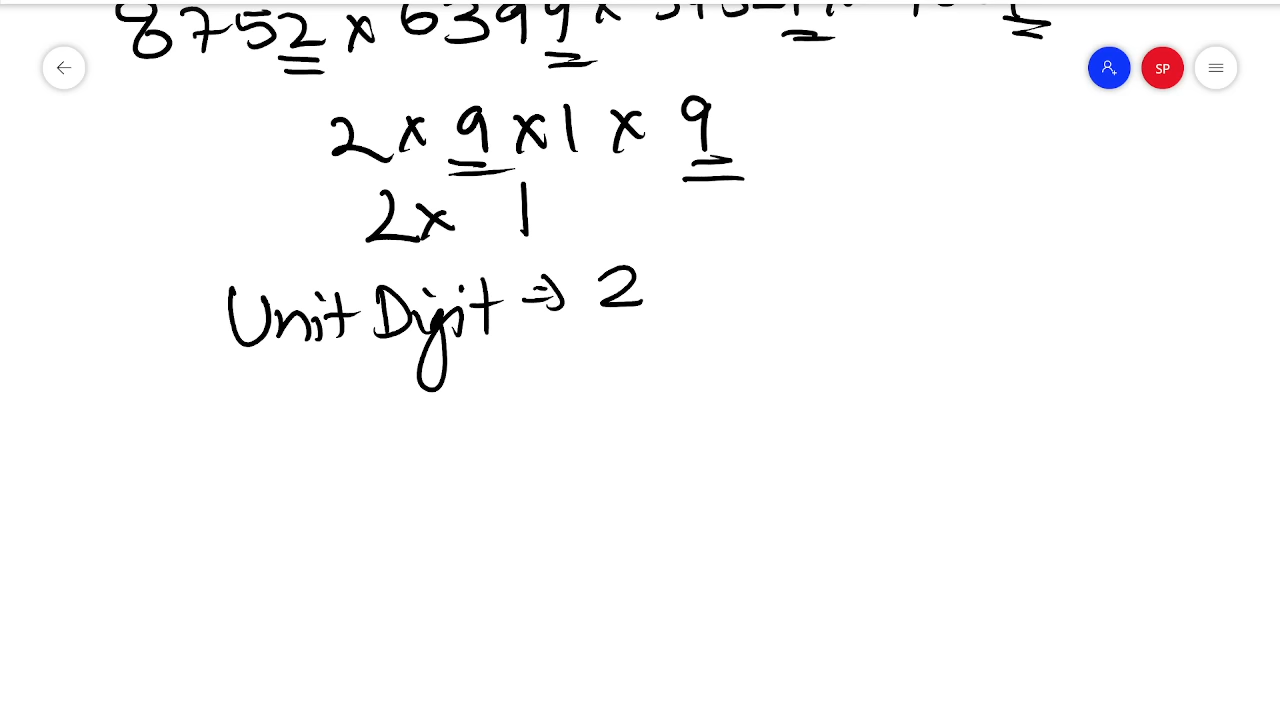 8752 x 6399 x
SP
2 x 9 x 1 x 9
2 x 1
Unit Digit ⇒ 2